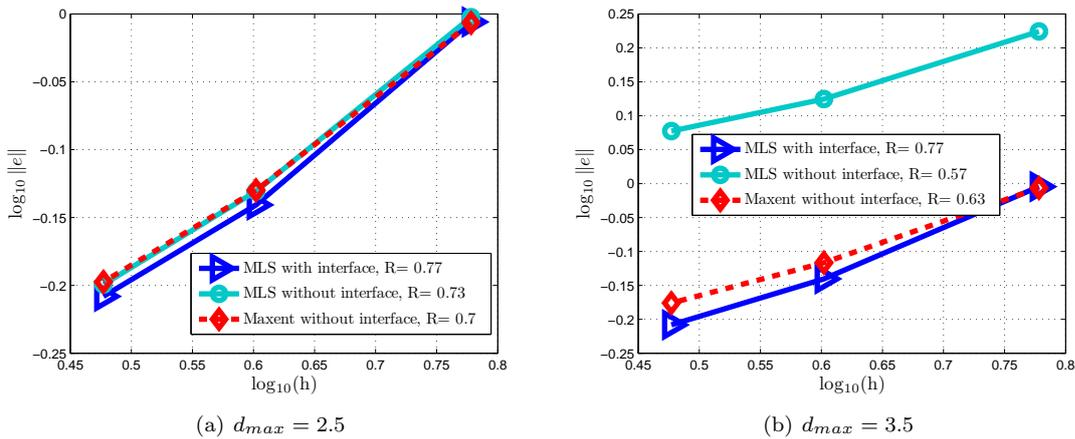 0
−0.05
−0.1
−0.15
−0.2
−0.25
log10 ||e||
MLS with interface, R= 0.77
MLS without interface, R= 0.73
Maxent without interface, R= 0.7
0.45 0.5 0.55 0.6 0.65 0.7 0.75 0.8
log10(h)
(a) dmax = 2.5
0.25
0.2
0.15
0.1
0.05
0
−0.05
−0.1
−0.15
−0.2
−0.25
log10 ||e||
MLS with interface, R= 0.77
MLS without interface, R= 0.57
Maxent without interface, R= 0.63
0.45 0.5 0.55 0.6 0.65 0.7 0.75 0.8
log10(h)
(b) dmax = 3.5